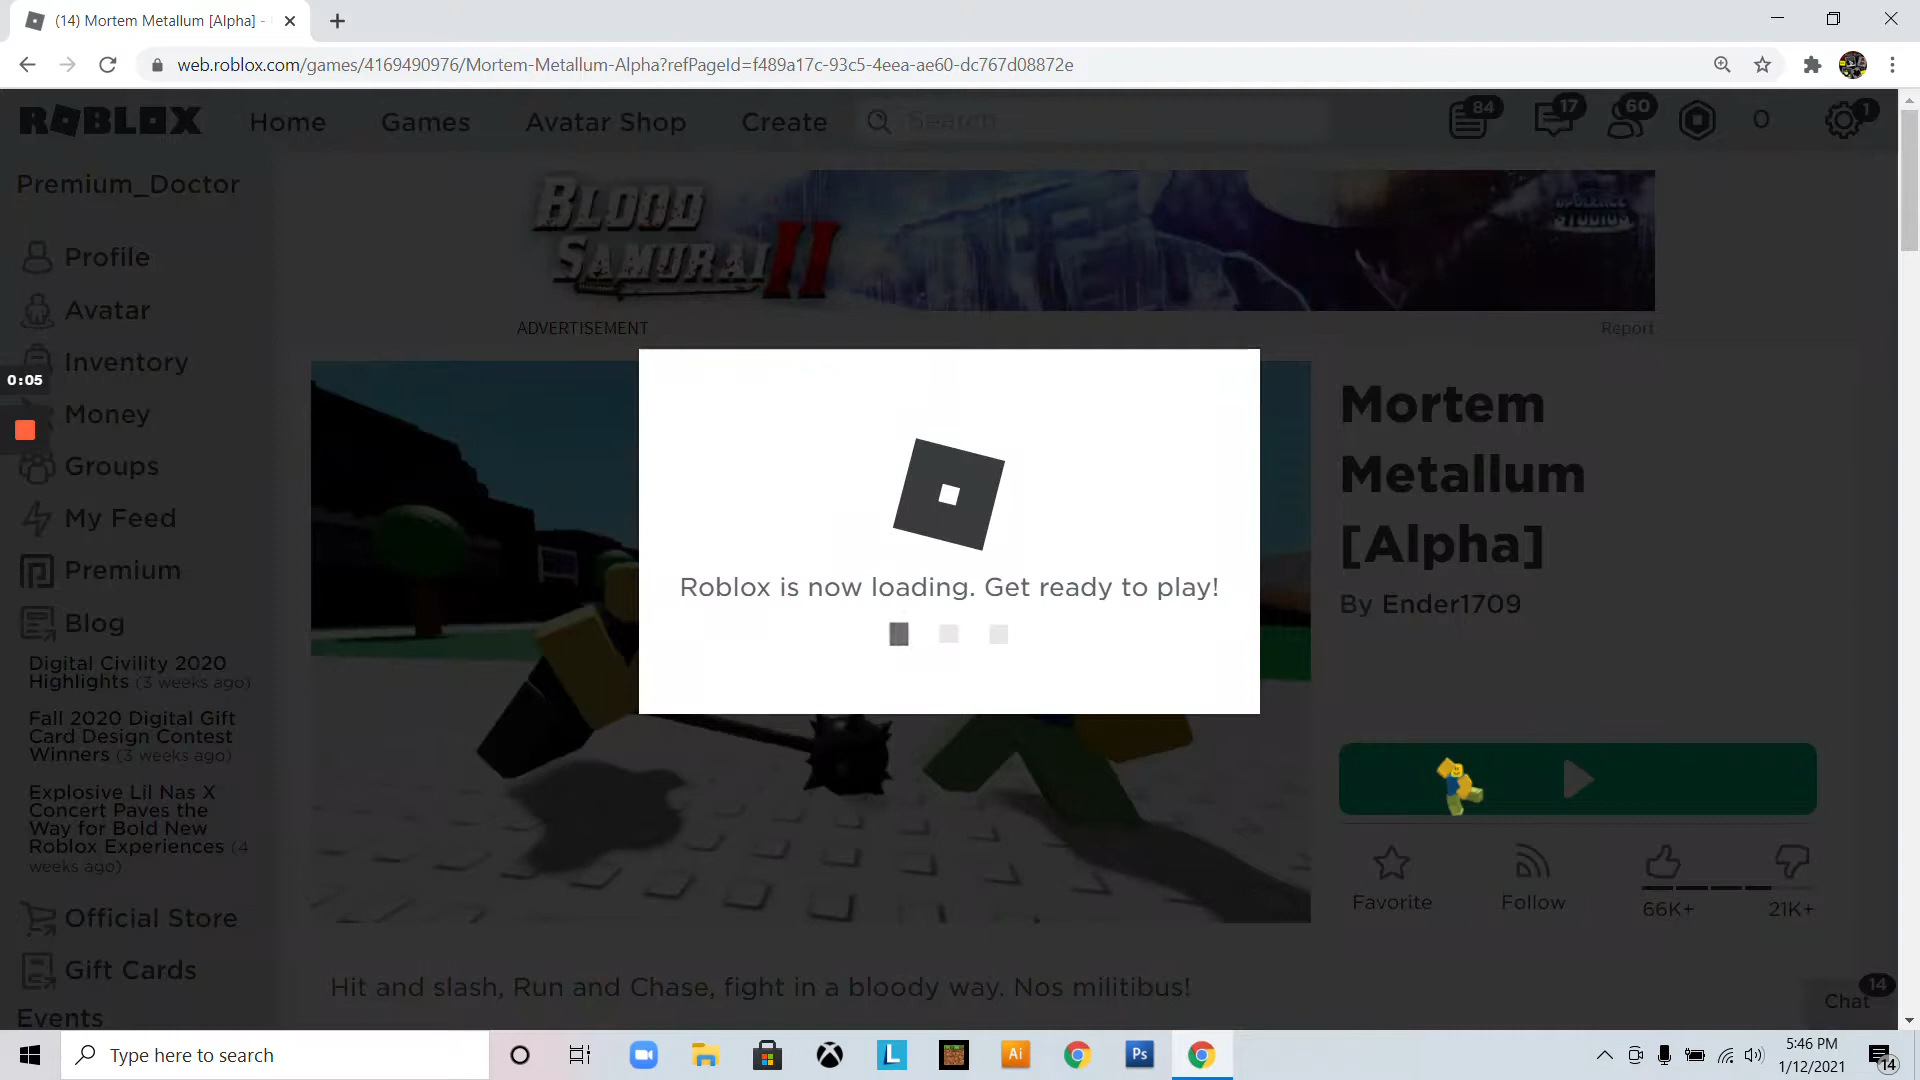 (14) Mortem Metallum [Alpha] -
web.roblox.com/games/4169490976/Mortem-Metallum-Alpha?refPageId=f489a17c-93c5-4eea-ae60-dc767d08872e
ROBLOX Home Games Avatar Shop Create Search 84 17 60 0 1
Premium_Doctor
Profile
Avatar
Inventory
0:05
Money
Groups
My Feed
Premium
Blog
Digital Civility 2020
Highlights (3 weeks ago)
Fall 2020 Digital Gift
Card Design Contest
Winners (3 weeks ago)
Explosive Lil Nas X
Concert Paves the
Way for Bold New
Roblox Experiences (4
weeks ago)
Official Store
Gift Cards
Events
BLOOD
SAMURAI II
OPULENCE
STUDIOS
ADVERTISEMENT Report
Roblox is now loading. Get ready to play!
Mortem
Metallum
[Alpha]
By Ender1709
Favorite Follow 66K+ 21K+
Hit and slash, Run and Chase, fight in a bloody way. Nos militibus!
Chat 14
Type here to search
L Ai Ps
5:46 PM
1/12/2021
14